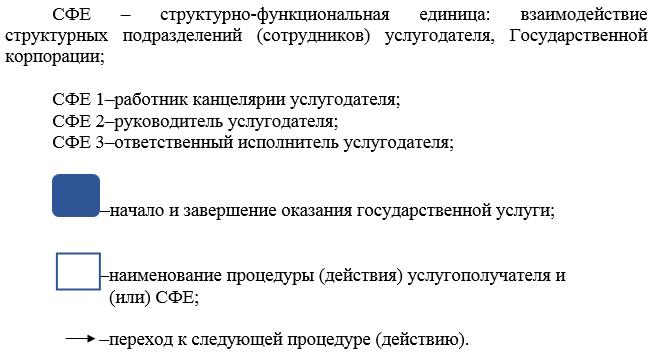 СФЕ – структурно-функциональная единица: взаимодействие
структурных подразделений (сотрудников) услугодателя, Государственной
корпорации;
СФЕ 1–работник канцелярии услугодателя;
СФЕ 2–руководитель услугодателя;
СФЕ 3–ответственный исполнитель услугодателя;
–начало и завершение оказания государственной услуги;
–наименование процедуры (действия) услугополучателя и
(или) СФЕ;
–переход к следующей процедуре (действию).